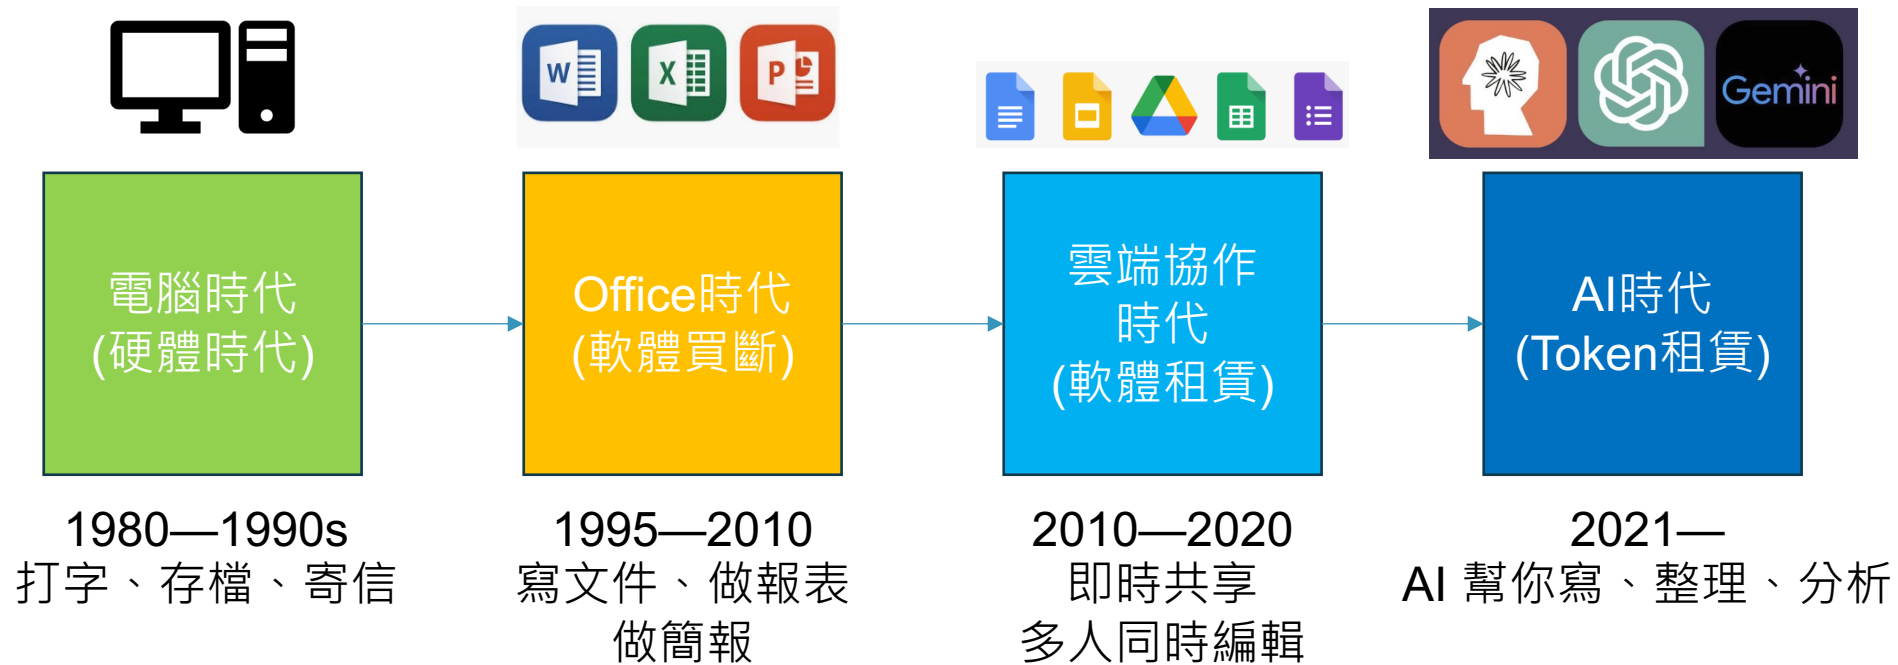 W
X
P
Gemini
電腦時代
(硬體時代)
Office時代
(軟體買斷)
雲端協作
時代
(軟體租賃)
AI時代
(Token租賃)
1980—1990s
打字、存檔、寄信
1995—2010
寫文件、做報表
做簡報
2010—2020
即時共享
多人同時編輯
2021—
AI 幫你寫、整理、分析